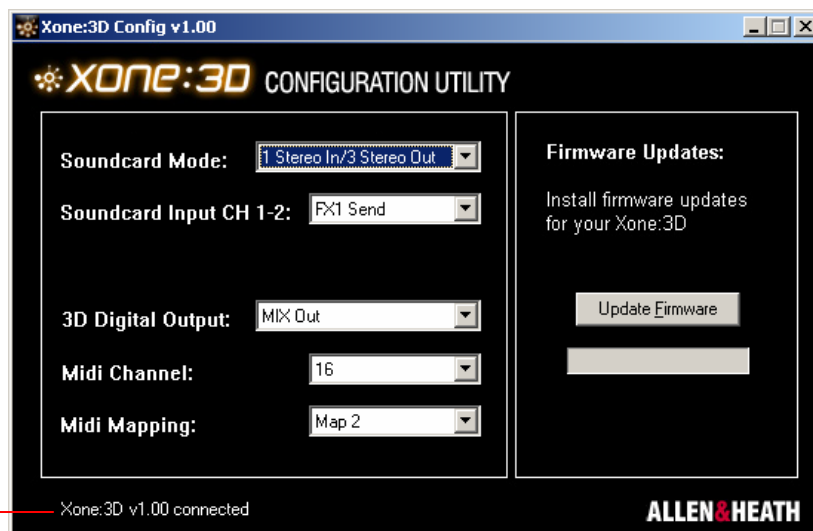 Xone:3D Config v1.00
XONE:3D CONFIGURATION UTILITY
Soundcard Mode: 1 Stereo In/3 Stereo Out
Soundcard Input CH 1-2: FX1 Send
3D Digital Output: MIX Out
Midi Channel: 16
Midi Mapping: Map 2
Firmware Updates:
Install firmware updates
for your Xone:3D
Update Firmware
Xone:3D v1.00 connected
ALLEN&HEATH